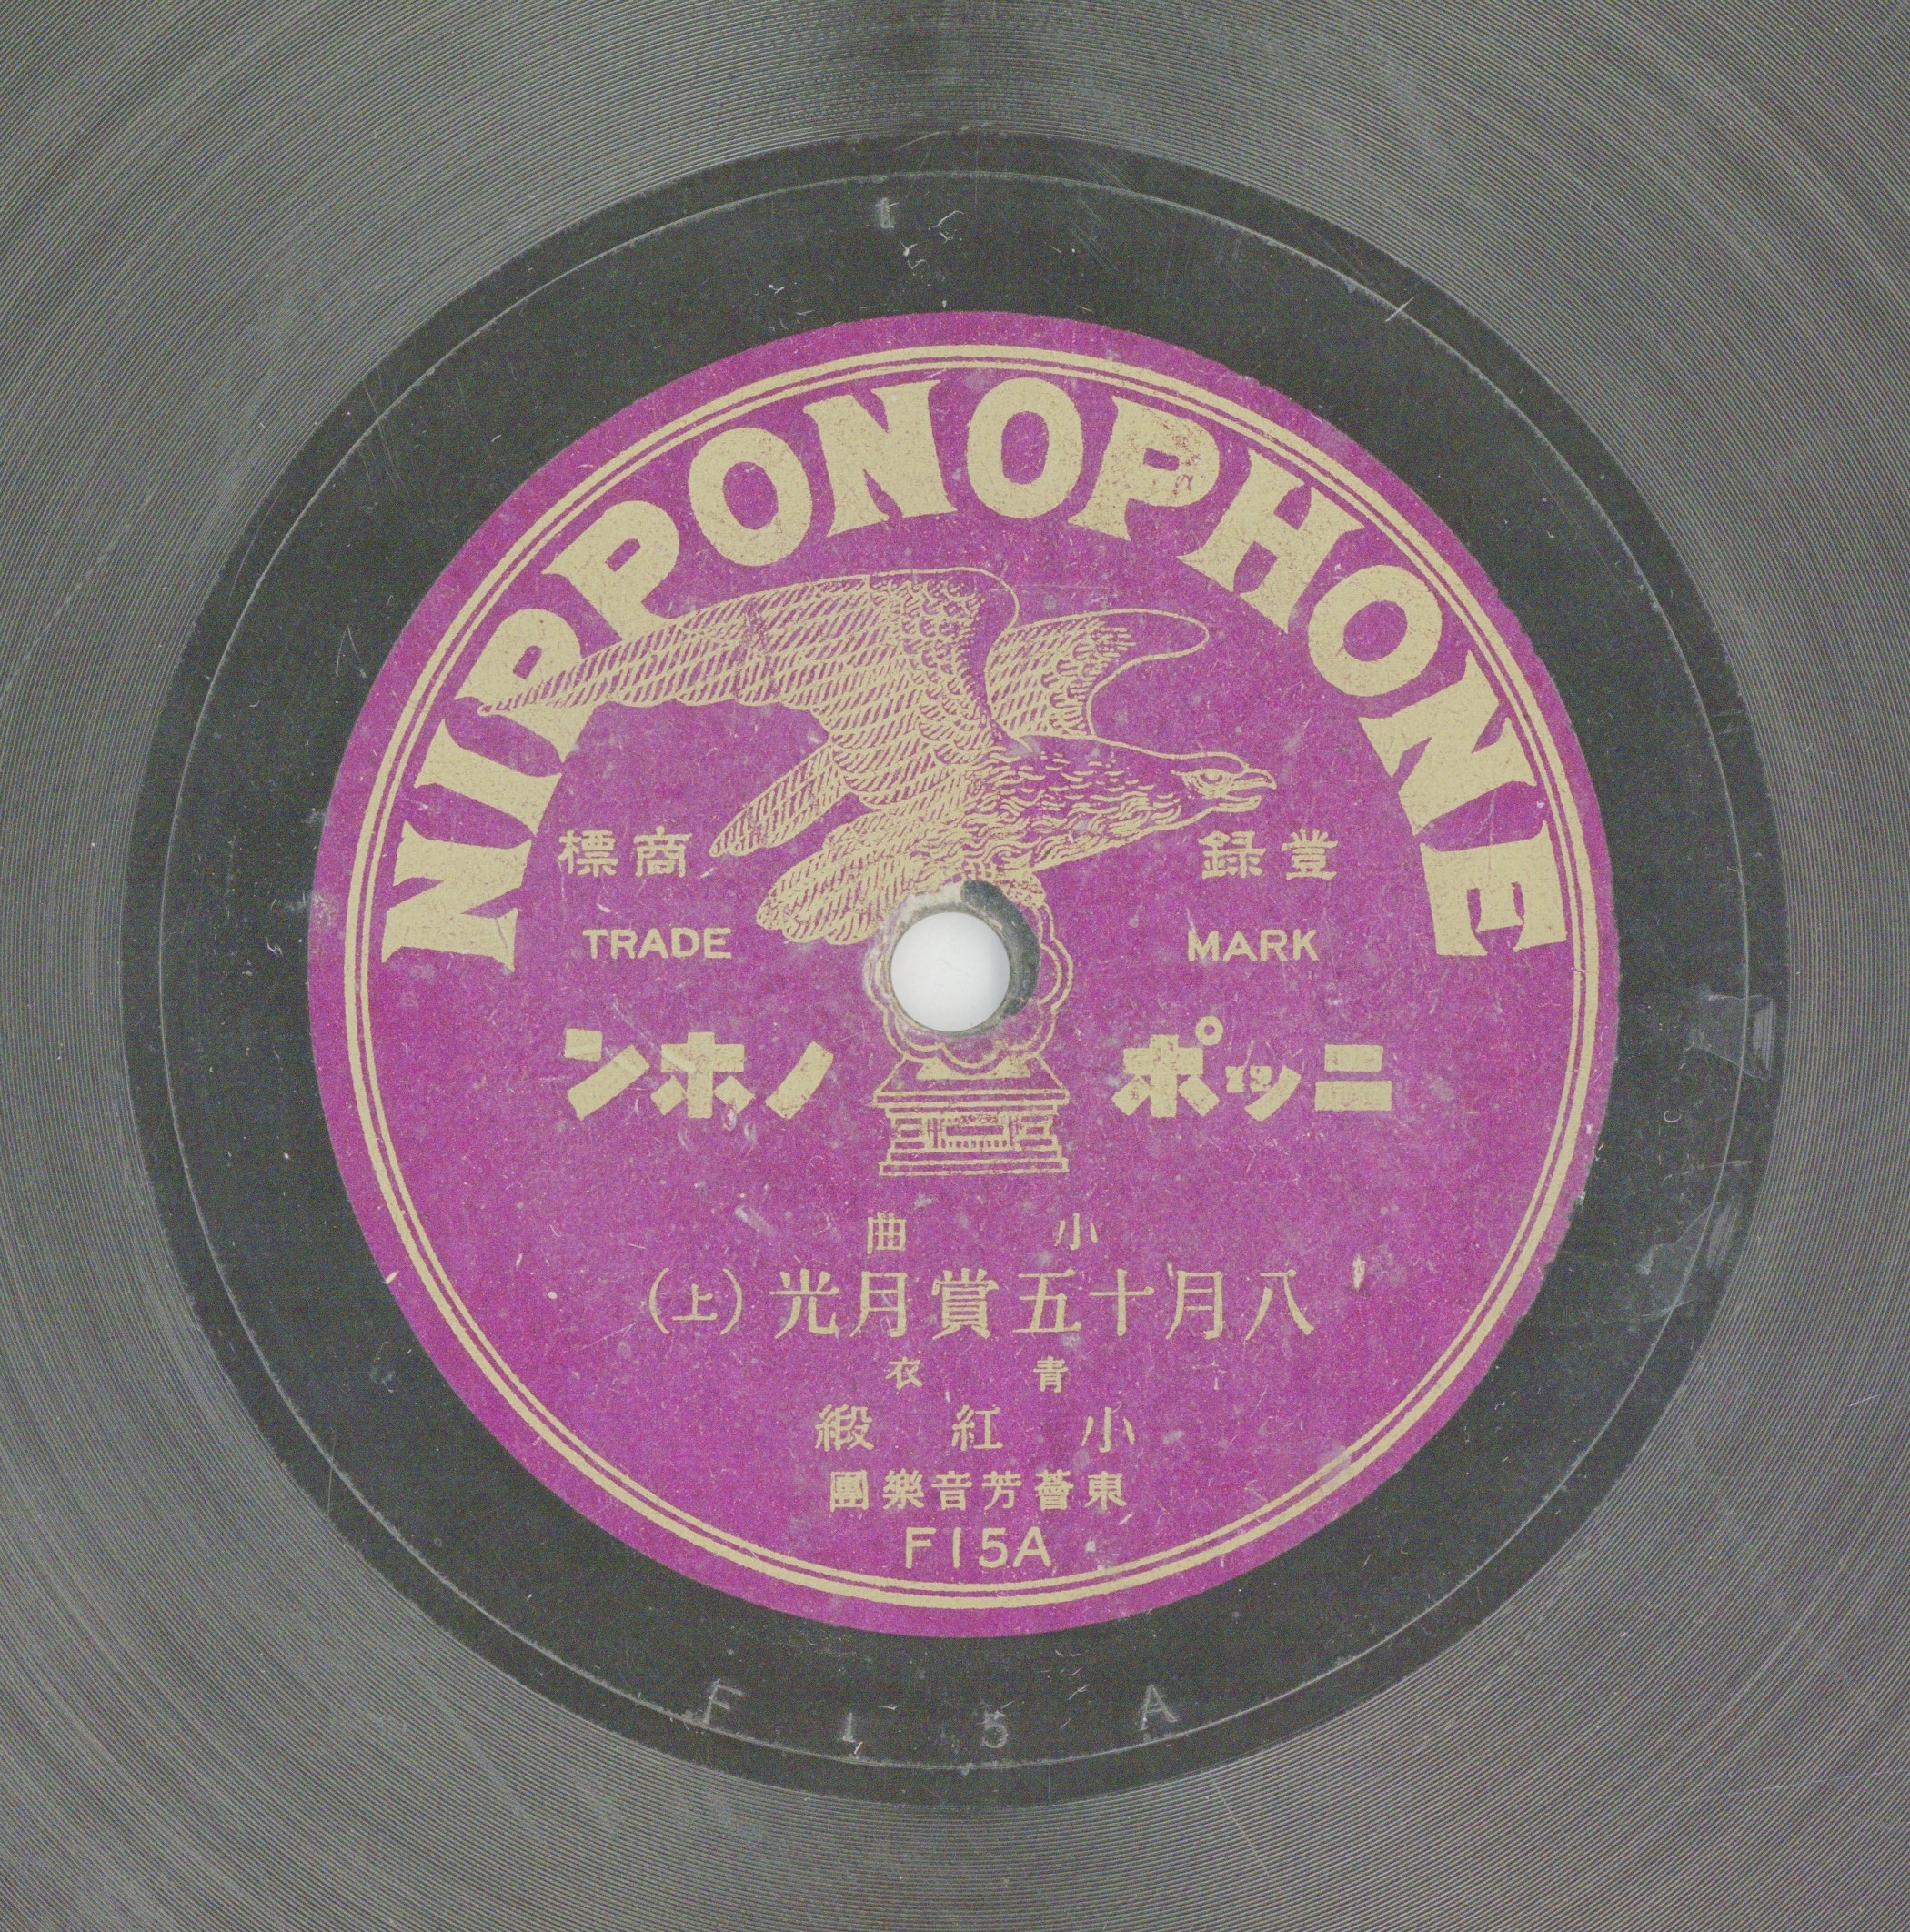 NIPPONOPHONE
登録商標
TRADE MARK
ニッポノホン
小曲
八月十五賞月光(上)
青衣
小紅緞
東薈芳音樂團
F15A
F15A